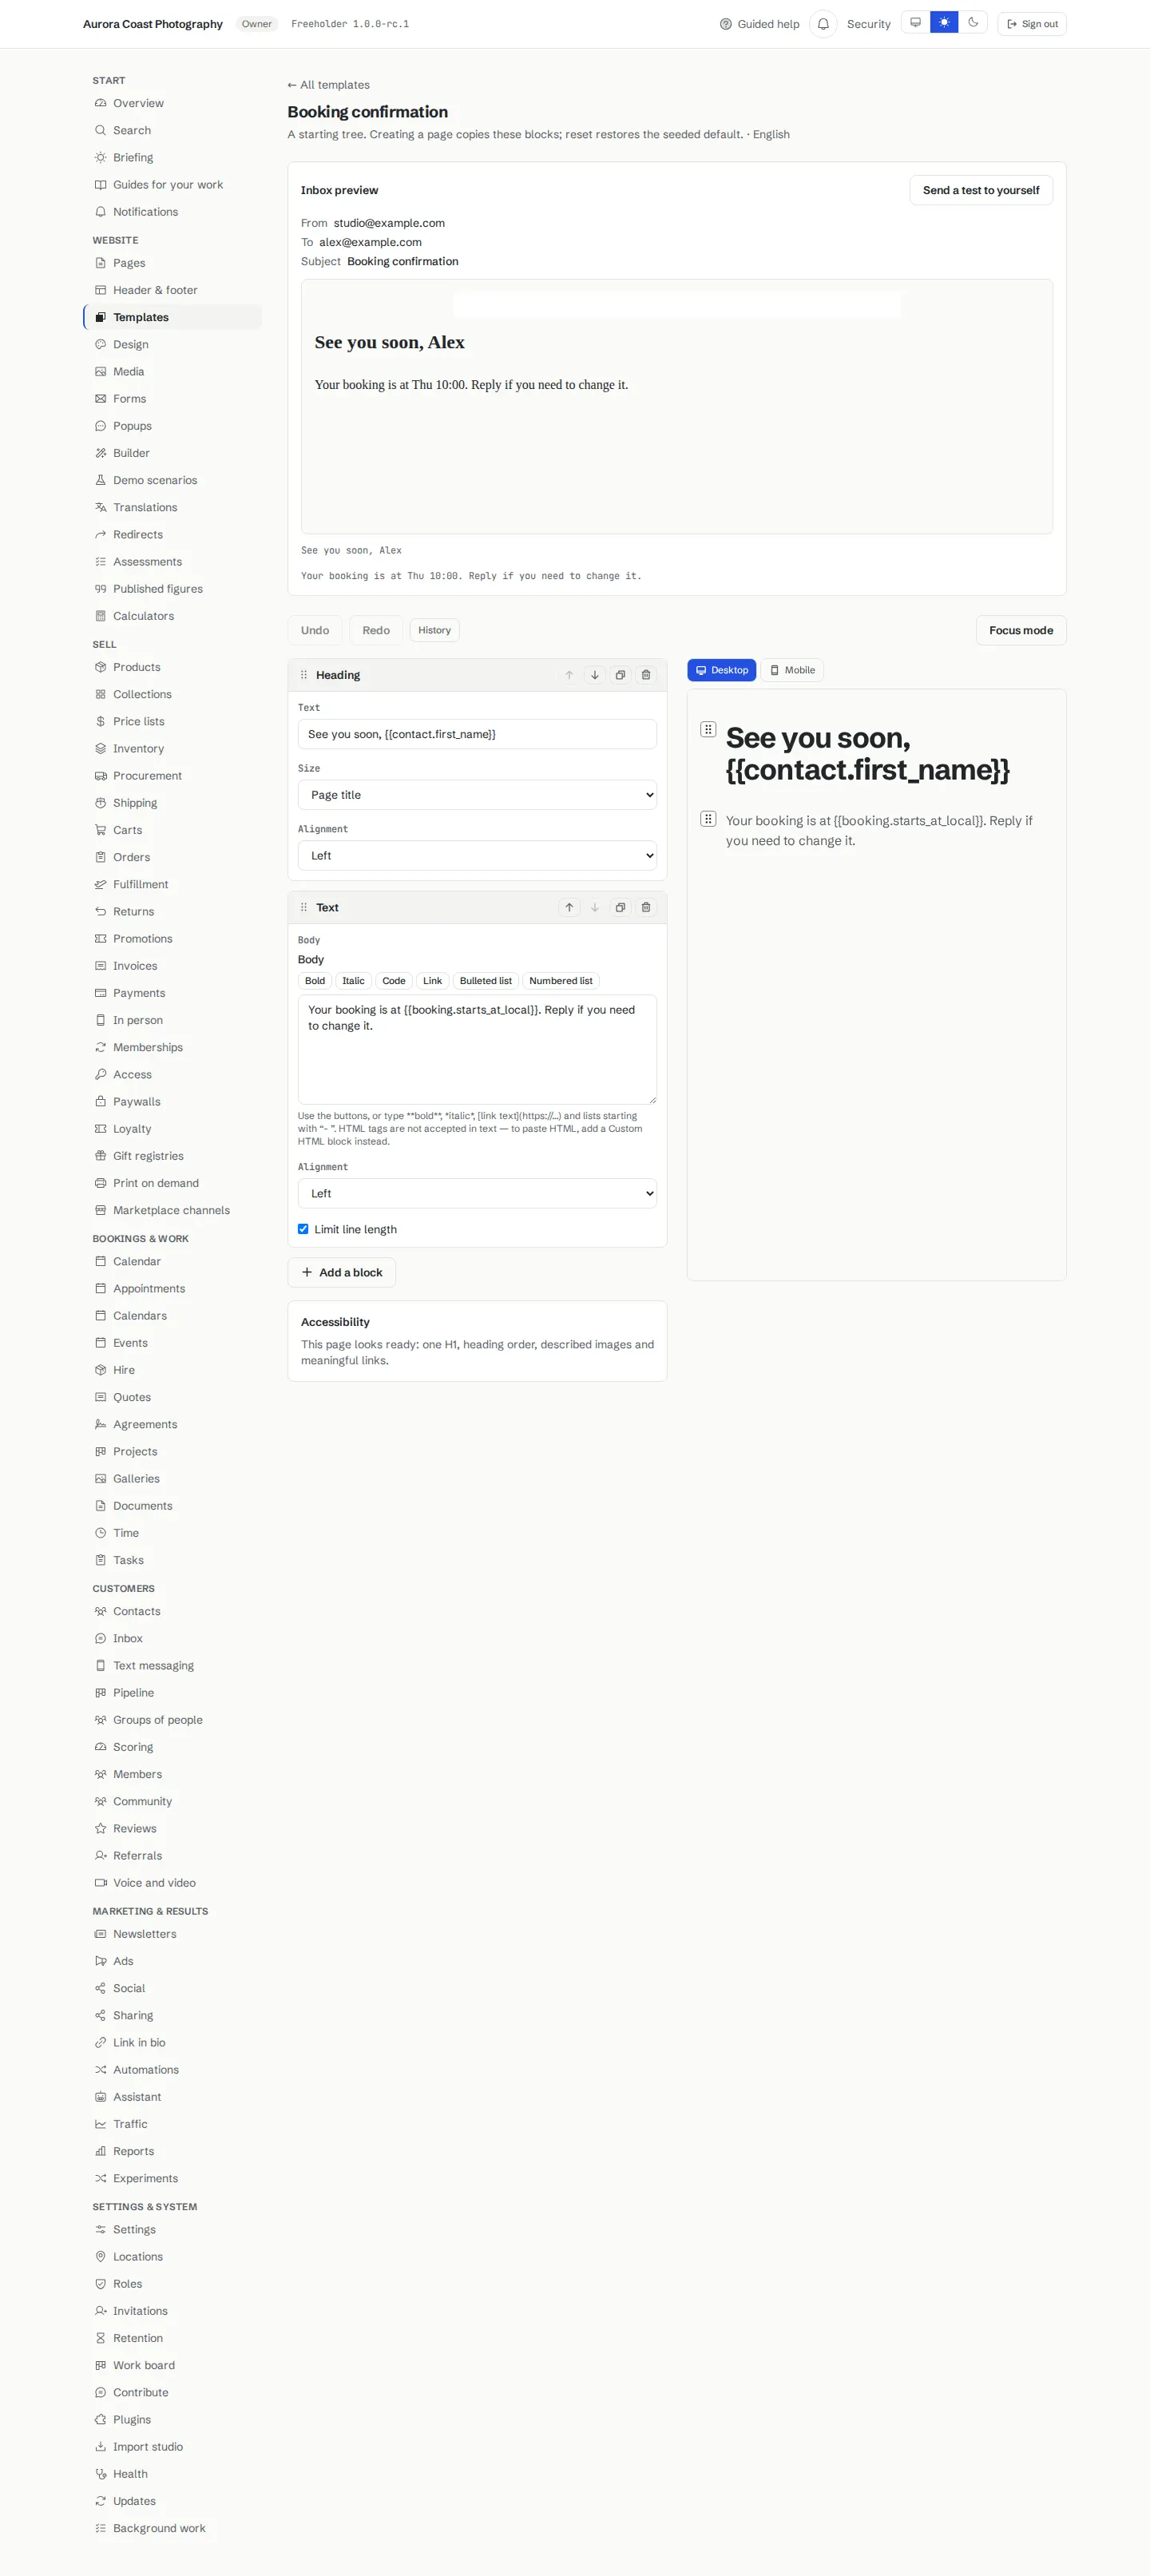 Aurora Coast Photography
Owner
Freeholder 1.0.0-rc.1
Guided help
Security
Sign out
START
Overview
Search
Briefing
Guides for your work
Notifications
WEBSITE
Pages
Header & footer
Templates
Design
Media
Forms
Popups
Builder
Demo scenarios
Translations
Redirects
Assessments
Published figures
Calculators
SELL
Products
Collections
Price lists
Inventory
Procurement
Shipping
Carts
Orders
Fulfillment
Returns
Promotions
Invoices
Payments
In person
Memberships
Access
Paywalls
Loyalty
Gift registries
Print on demand
Marketplace channels
BOOKINGS & WORK
Calendar
Appointments
Calendars
Events
Hire
Quotes
Agreements
Projects
Galleries
Documents
Time
Tasks
CUSTOMERS
Contacts
Inbox
Text messaging
Pipeline
Groups of people
Scoring
Members
Community
Reviews
Referrals
Voice and video
MARKETING & RESULTS
Newsletters
Ads
Social
Sharing
Link in bio
Automations
Assistant
Traffic
Reports
Experiments
SETTINGS & SYSTEM
Settings
Locations
Roles
Invitations
Retention
Work board
Contribute
Plugins
Import studio
Health
Updates
Background work
← All templates
Booking confirmation
A starting tree. Creating a page copies these blocks; reset restores the seeded default. · English
Inbox preview
Send a test to yourself
From studio@example.com
To alex@example.com
Subject Booking confirmation
See you soon, Alex
Your booking is at Thu 10:00. Reply if you need to change it.
See you soon, Alex
Your booking is at Thu 10:00. Reply if you need to change it.
Undo
Redo
History
Focus mode
Heading
Text
See you soon, {{contact.first_name}}
Size
Page title
Alignment
Left
Text
Body
Body
Bold
Italic
Code
Link
Bulleted list
Numbered list
Your booking is at {{booking.starts_at_local}}. Reply if you need
to change it.
Use the buttons, or type **bold**, *italic*, [link text](https://…) and lists starting
with “- ”. HTML tags are not accepted in text — to paste HTML, add a Custom
HTML block instead.
Alignment
Left
Limit line length
Add a block
Accessibility
This page looks ready: one H1, heading order, described images and
meaningful links.
Desktop
Mobile
See you soon,
{{contact.first_name}}
Your booking is at {{booking.starts_at_local}}. Reply if
you need to change it.